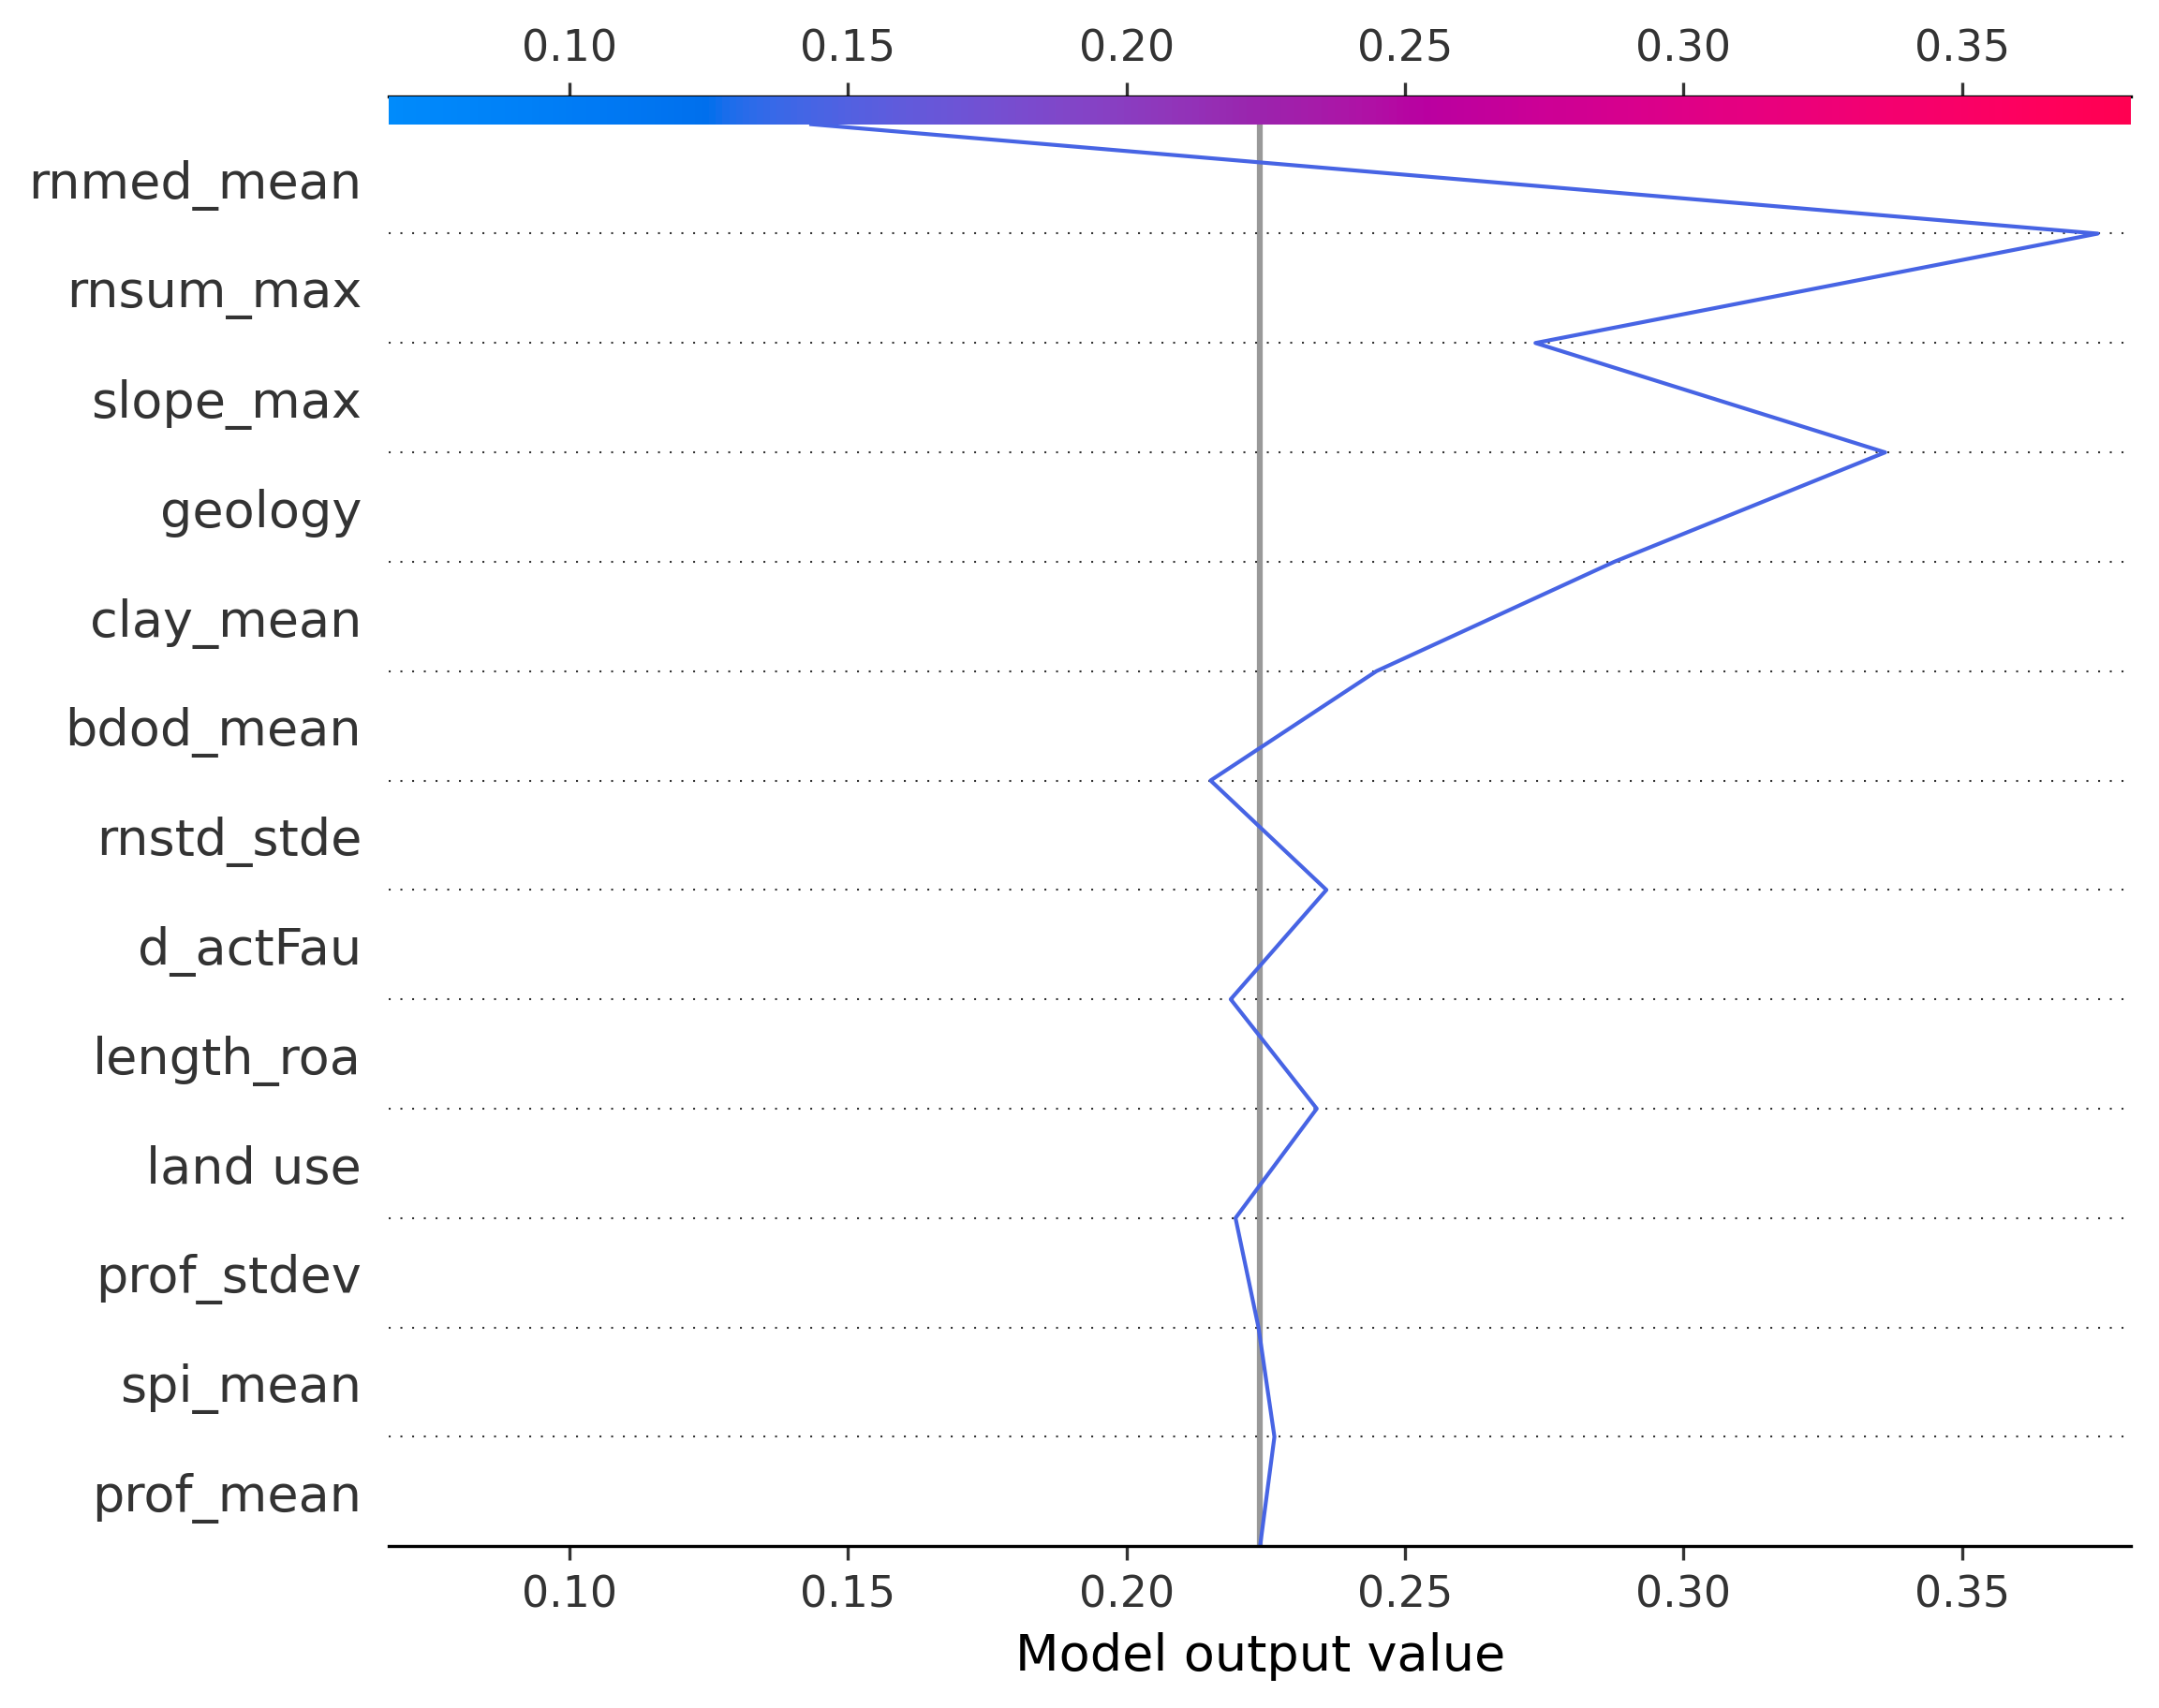 0.10 0.15 0.20 0.25 0.30 0.35
rnmed_mean
rnsum_max
slope_max
geology
clay_mean
bdod_mean
rnstd_stde
d_actFau
length_roa
land use
prof_stdev
spi_mean
prof_mean
0.10 0.15 0.20 0.25 0.30 0.35
Model output value